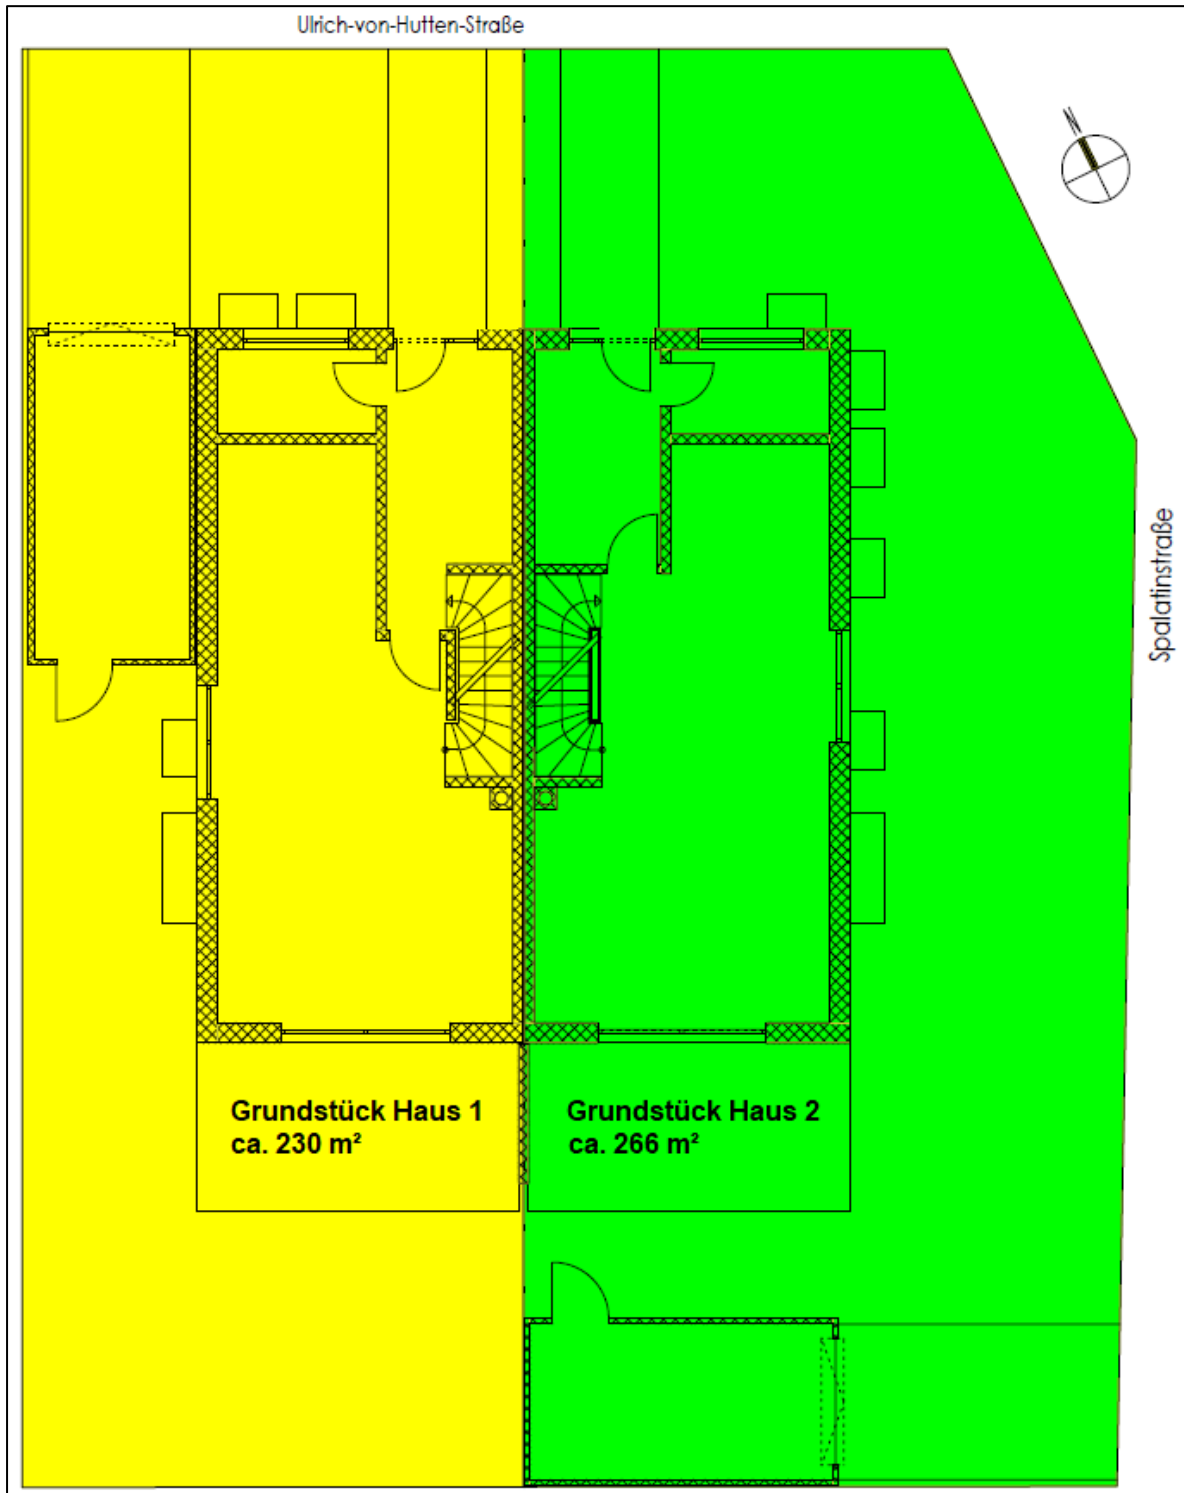 Ulrich-von-Hutten-Straße
N
Spalatinstraße
Grundstück Haus 1
ca. 230 m²
Grundstück Haus 2
ca. 266 m²